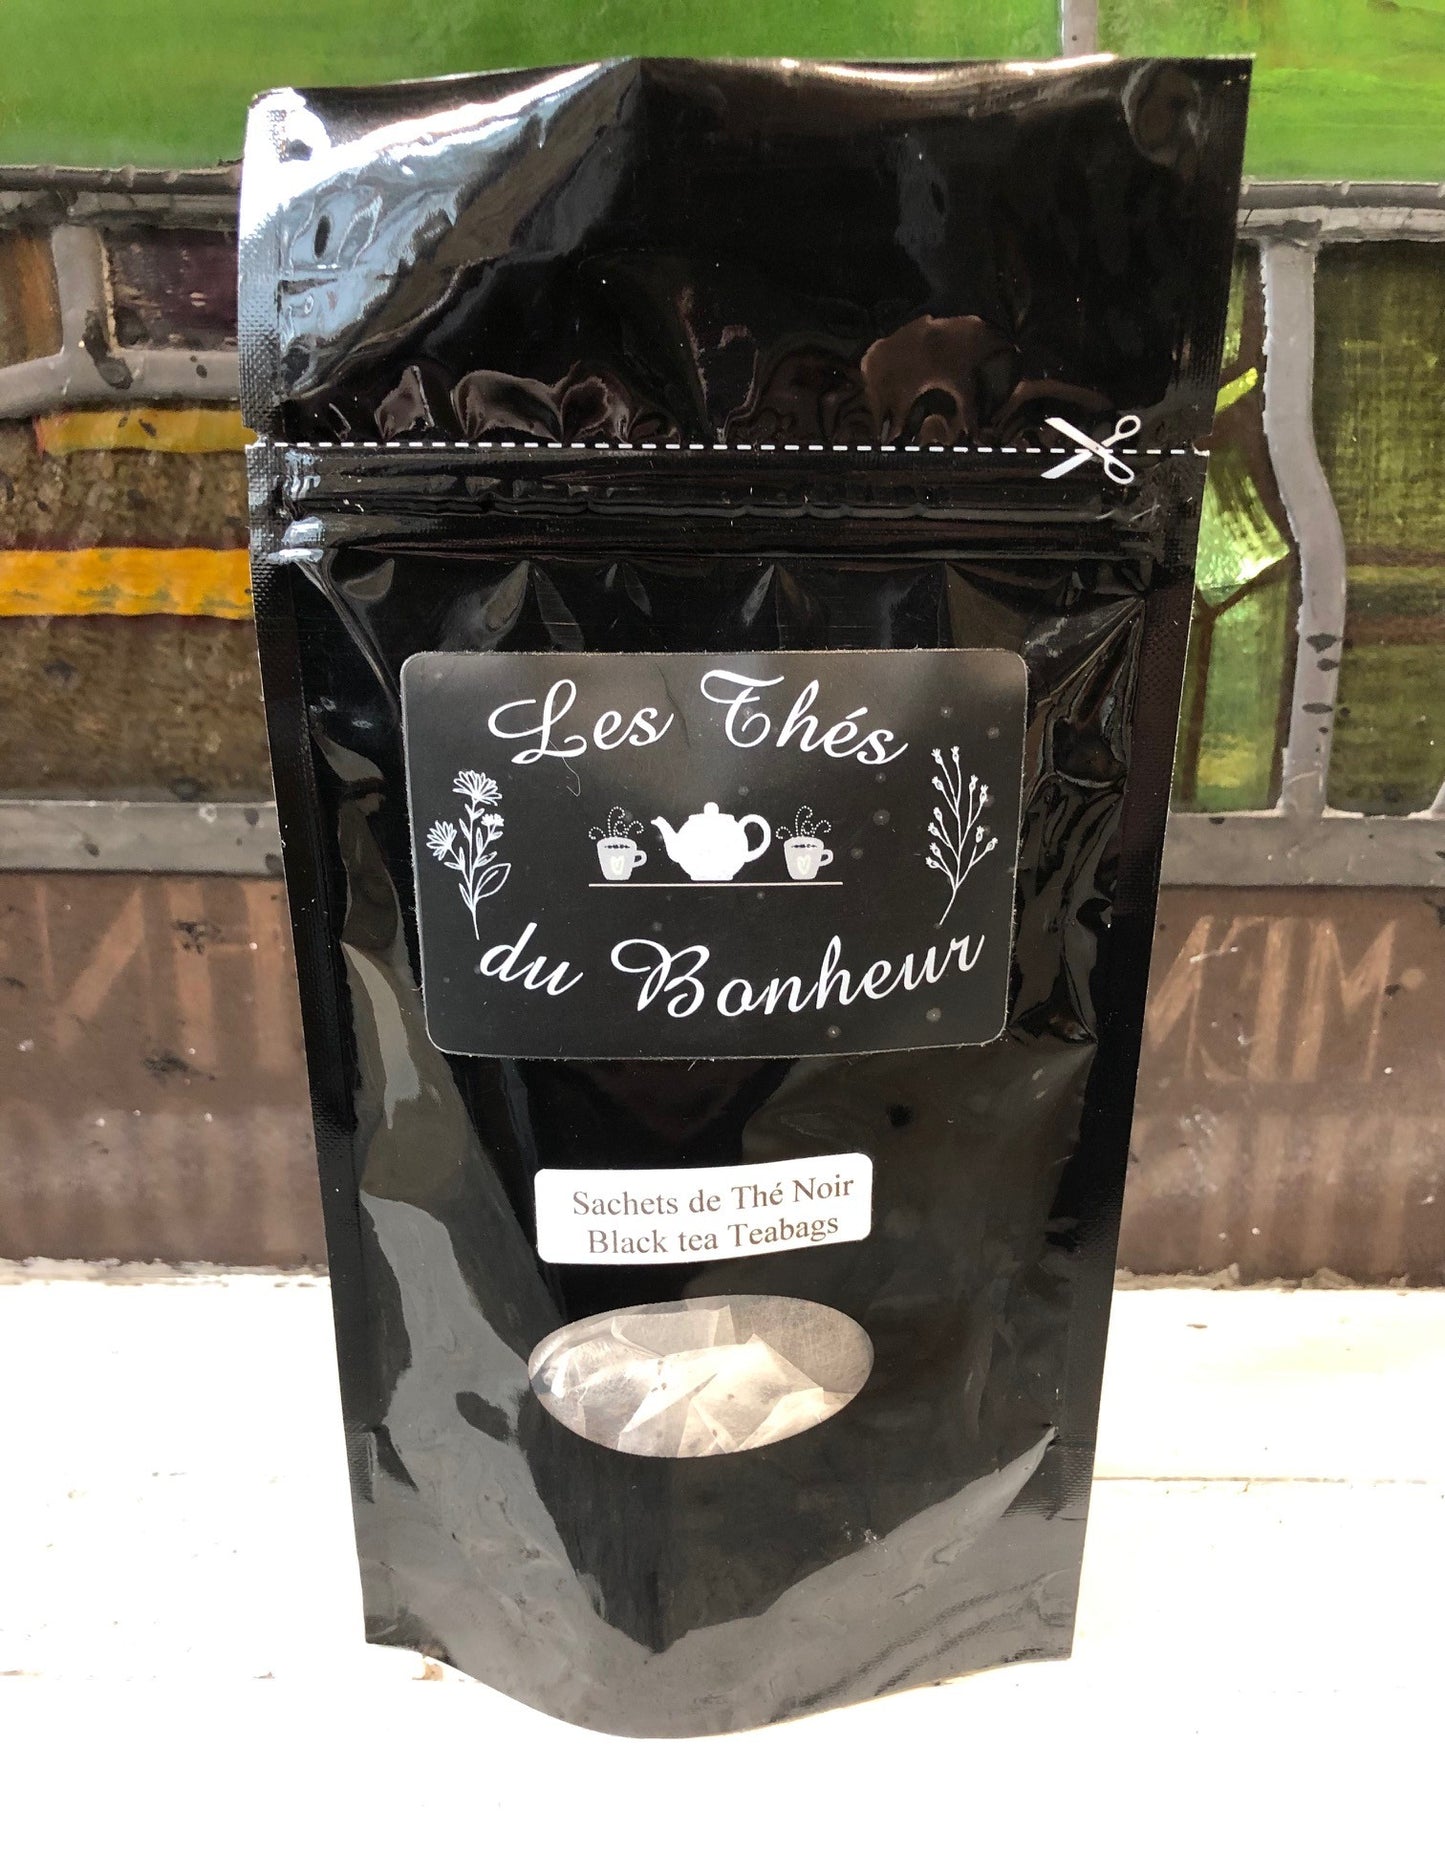 Les Thés
du Bonheur
Sachets de Thé Noir
Black tea Teabags